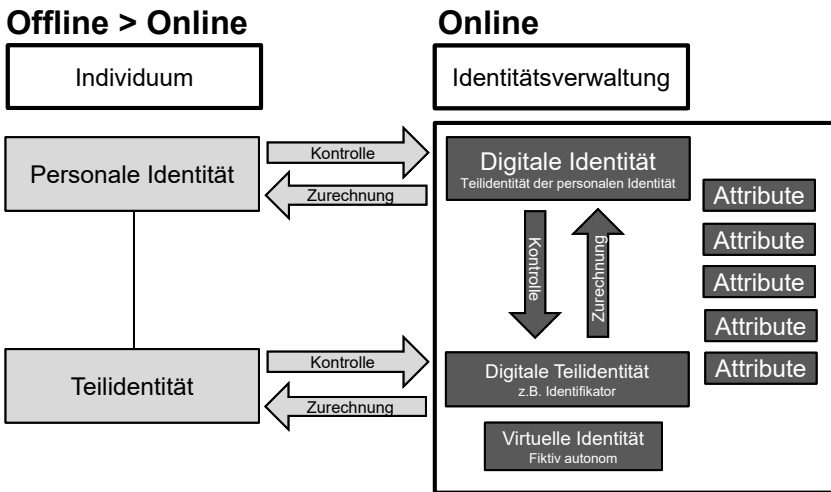 Offline > Online
Online
Individuum
Identitätsverwaltung
Personale Identität
Kontrolle
Zurechnung
Digitale Identität
Teilidentität der personalen Identität
Attribute
Attribute
Attribute
Attribute
Attribute
Kontrolle
Zurechnung
Teilidentität
Kontrolle
Zurechnung
Digitale Teilidentität
z.B. Identifikator
Virtuelle Identität
Fiktiv autonom